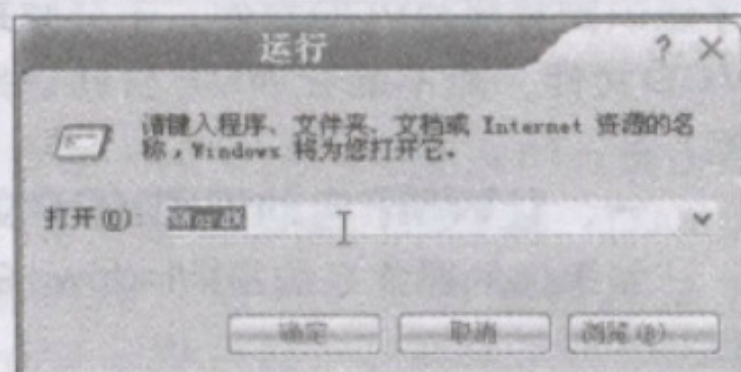 运行
请键入程序、文件夹、文档或 Internet 资源的名
称，Windows 将为您打开它。
打开(O):
确定
取消
浏览(B)